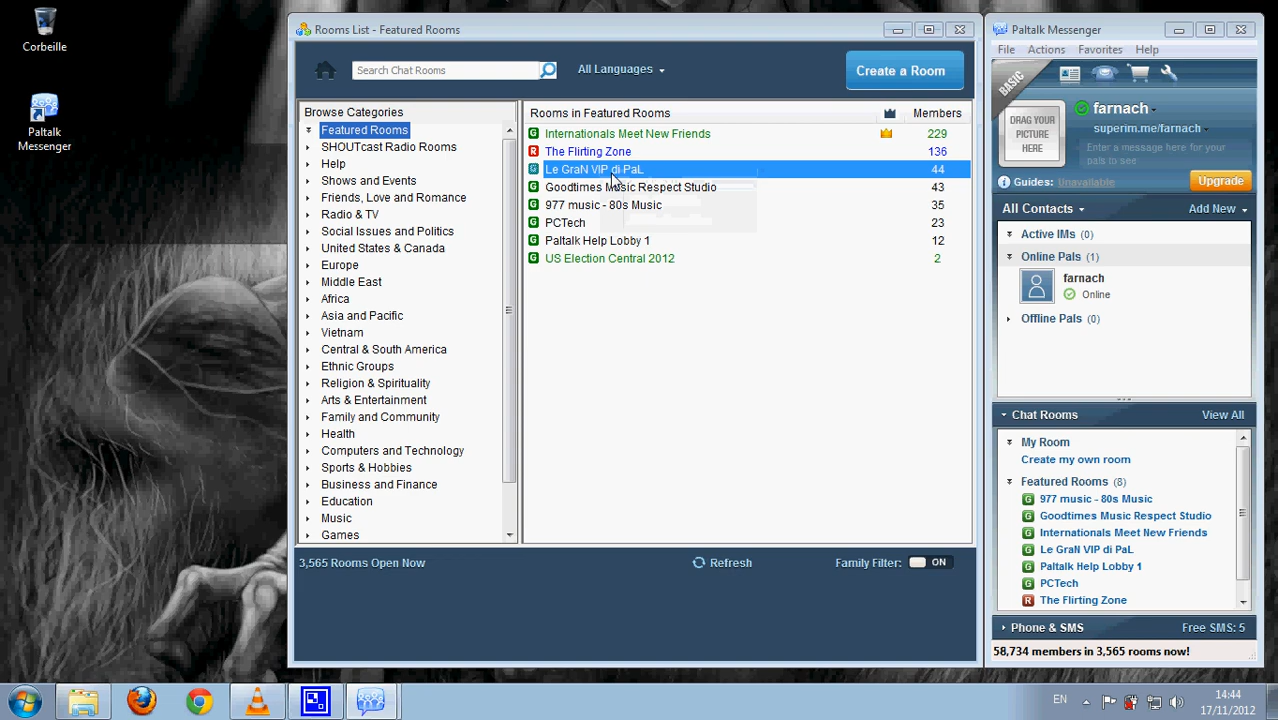 Corbeille
Paltalk
Messenger
Rooms List - Featured Rooms
Search Chat Rooms
All Languages
Create a Room
Browse Categories
Featured Rooms
SHOUTcast Radio Rooms
Help
Shows and Events
Friends, Love and Romance
Radio & TV
Social Issues and Politics
United States & Canada
Europe
Middle East
Africa
Asia and Pacific
Vietnam
Central & South America
Ethnic Groups
Religion & Spirituality
Arts & Entertainment
Family and Community
Health
Computers and Technology
Sports & Hobbies
Business and Finance
Education
Music
Games
Rooms in Featured Rooms Members
G Internationals Meet New Friends 229
R The Flirting Zone 136
Le GraN VIP di PaL 44
G Goodtimes Music Respect Studio 43
G 977 music - 80s Music 35
G PCTech 23
G Paltalk Help Lobby 1 12
G US Election Central 2012 2
3,565 Rooms Open Now
Refresh
Family Filter: ON
Paltalk Messenger
File Actions Favorites Help
BASIC
DRAG YOUR
PICTURE
HERE
farnach
superim.me/farnach
Enter a message here for your
pals to see
Guides: Unavailable
Upgrade
All Contacts Add New
Active IMs (0)
Online Pals (1)
farnach
Online
Offline Pals (0)
Chat Rooms View All
My Room
Create my own room
Featured Rooms (8)
G 977 music - 80s Music
G Goodtimes Music Respect Studio
G Internationals Meet New Friends
Le GraN VIP di PaL
G Paltalk Help Lobby 1
G PCTech
R The Flirting Zone
Phone & SMS Free SMS: 5
58,734 members in 3,565 rooms now!
EN
14:44
17/11/2012